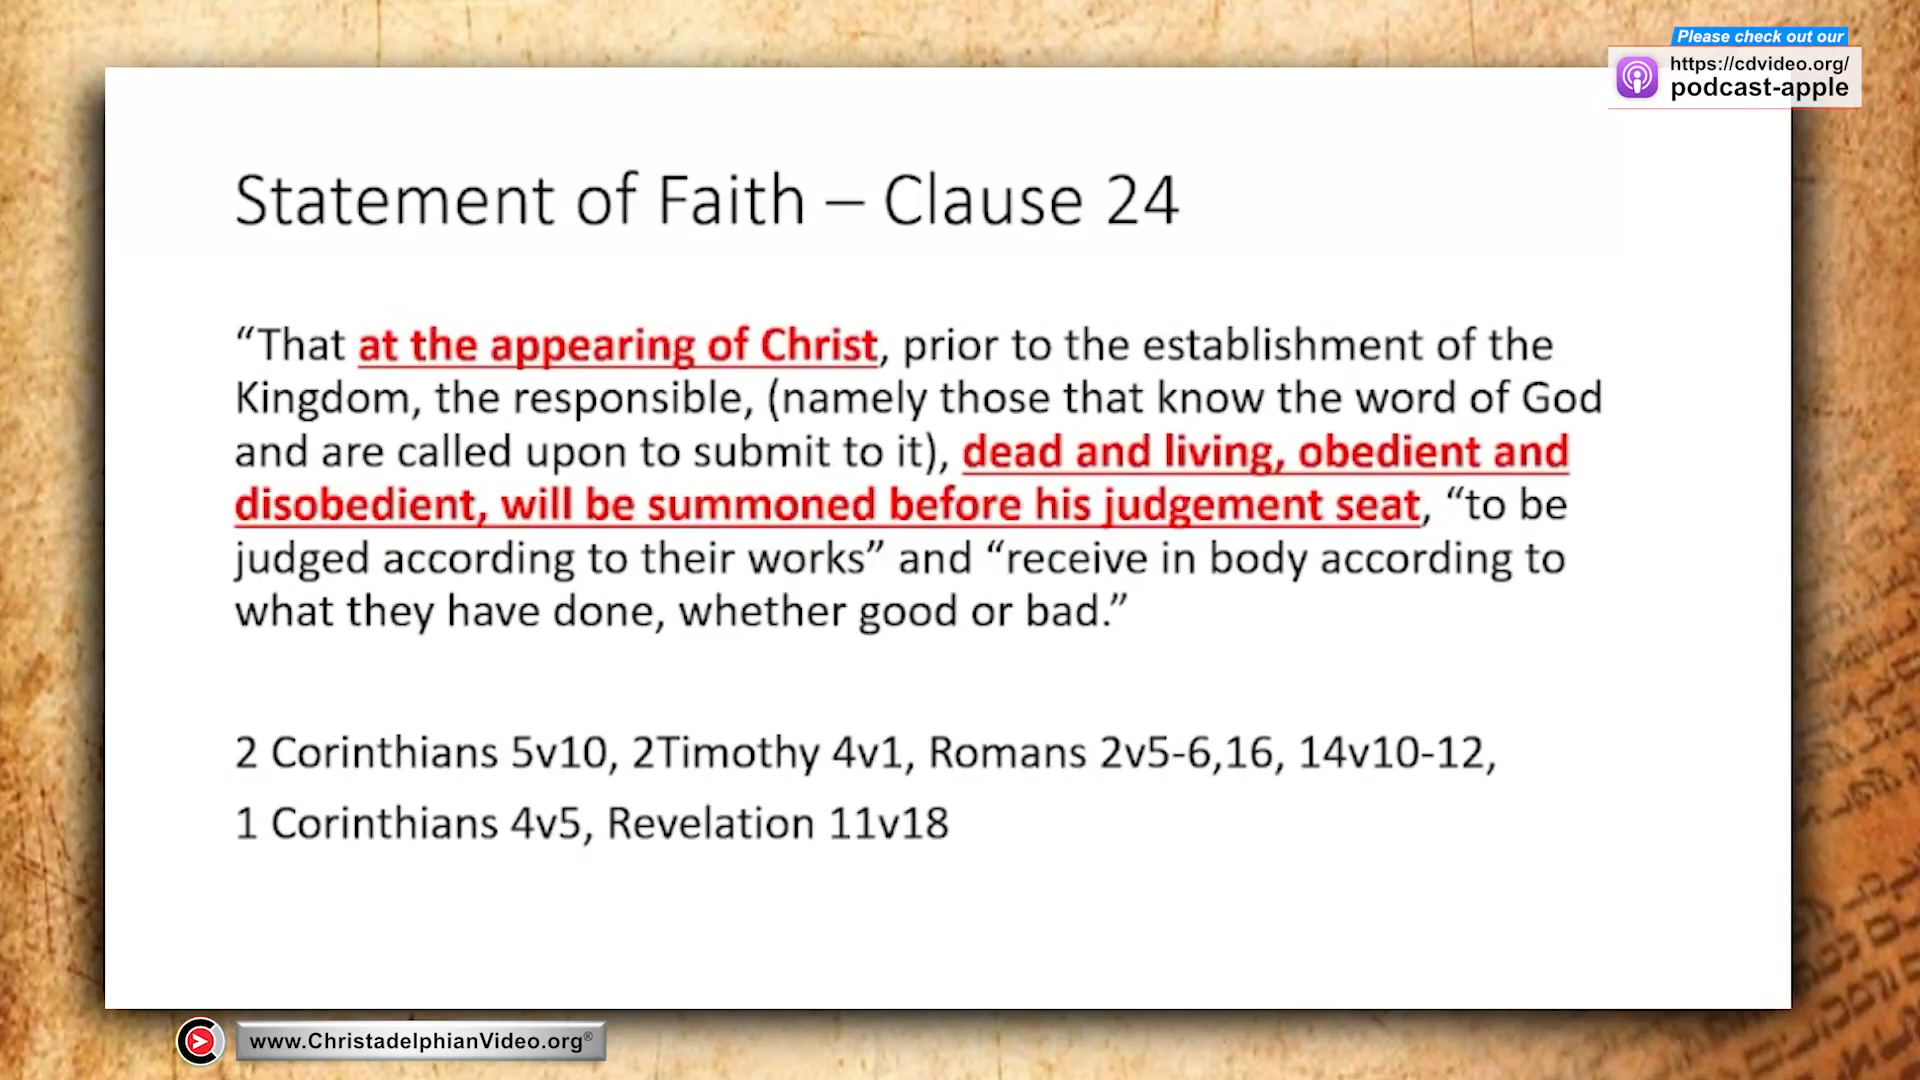 Please check out our
https://cdvideo.org/
podcast-apple
Statement of Faith – Clause 24
“That at the appearing of Christ, prior to the establishment of the
Kingdom, the responsible, (namely those that know the word of God
and are called upon to submit to it), dead and living, obedient and
disobedient, will be summoned before his judgement seat, “to be
judged according to their works” and “receive in body according to
what they have done, whether good or bad.”
2 Corinthians 5v10, 2Timothy 4v1, Romans 2v5-6,16, 14v10-12,
1 Corinthians 4v5, Revelation 11v18
www.ChristadelphianVideo.org®